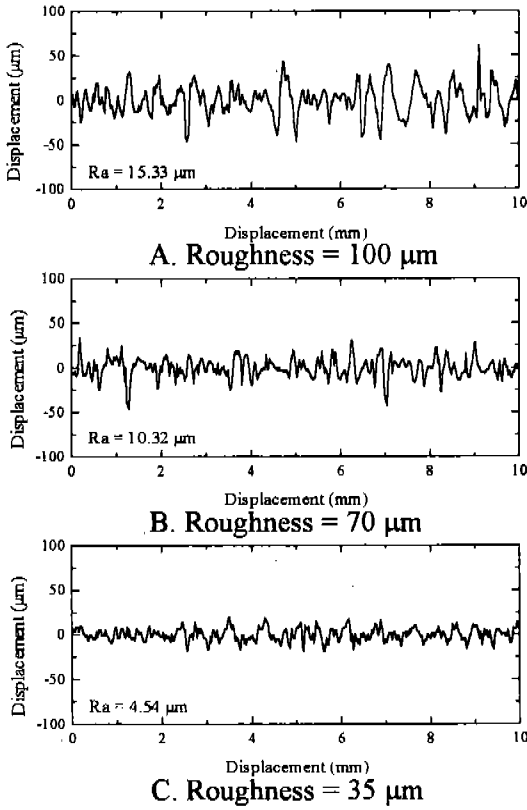 100
50
0
-50
-100
Displacement (μm)
Ra = 15.33 μm
0 2 4 6 8 10
Displacement (mm)
A. Roughness = 100 μm
100
50
0
-50
-100
Displacement (μm)
Ra = 10.32 μm
0 2 4 6 8 10
Displacement (mm)
B. Roughness = 70 μm
100
50
0
-50
-100
Displacement (μm)
Ra = 4.54 μm
0 2 4 6 8 10
Displacement (mm)
C. Roughness = 35 μm